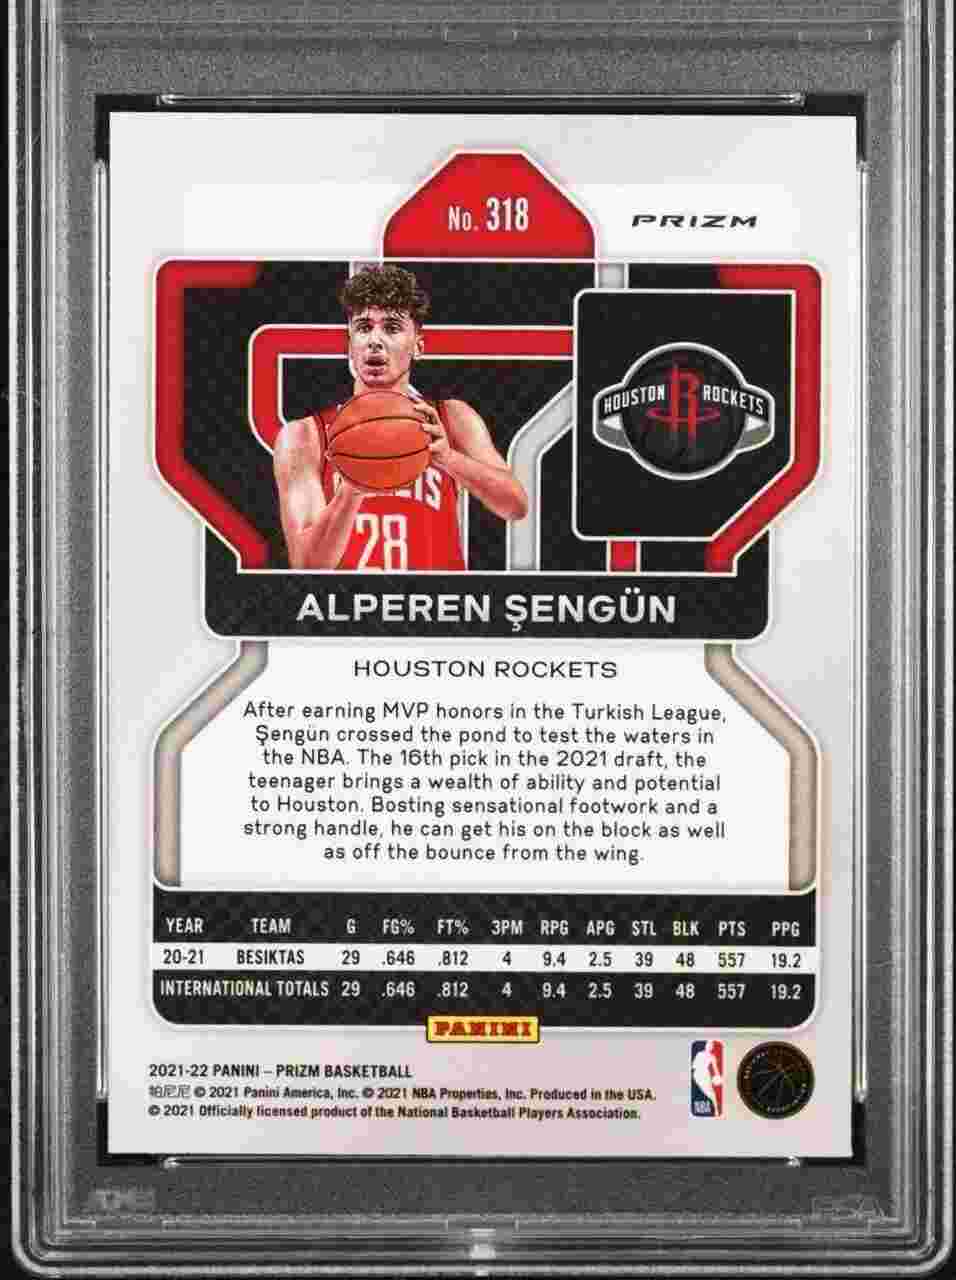 No. 318
PRIZM
HOUSTON ROCKETS
ROCKETS
28
ALPEREN ŞENGÜN
HOUSTON ROCKETS
After earning MVP honors in the Turkish League,
Şengün crossed the pond to test the waters in
the NBA. The 16th pick in the 2021 draft, the
teenager brings a wealth of ability and potential
to Houston. Bosting sensational footwork and a
strong handle, he can get his on the block as well
as off the bounce from the wing.
YEAR TEAM G FG% FT% 3PM RPG APG STL BLK PTS PPG
20-21 BESIKTAS 29 .646 .812 4 9.4 2.5 39 48 557 19.2
INTERNATIONAL TOTALS 29 .646 .812 4 9.4 2.5 39 48 557 19.2
PANINI
2021-22 PANINI – PRIZM BASKETBALL
帕尼尼 © 2021 Panini America, Inc. © 2021 NBA Properties, Inc. Produced in the USA.
© 2021 Officially licensed product of the National Basketball Players Association.
NBA
PSA